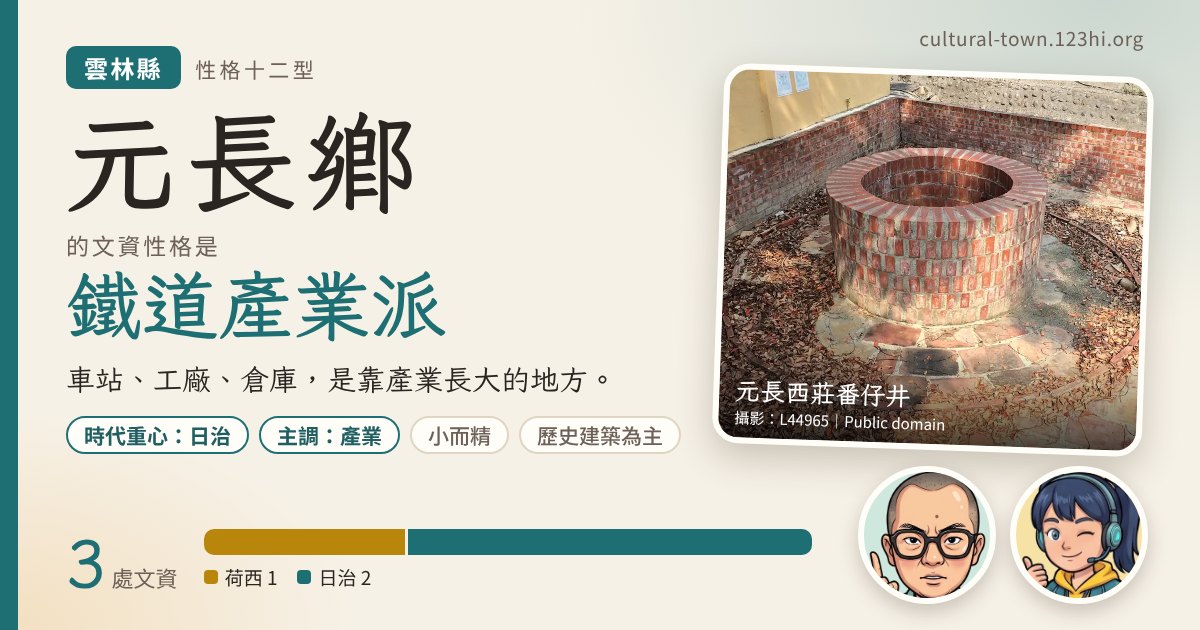 cultural-town.123hi.org
雲林縣
性格十二型
元長鄉
的文資性格是
鐵道產業派
車站、工廠、倉庫，是靠產業長大的地方。
時代重心：日治
主調：產業
小而精
歷史建築為主
元長西莊番仔井
攝影：L44965｜Public domain
3 處文資
荷西 1
日治 2